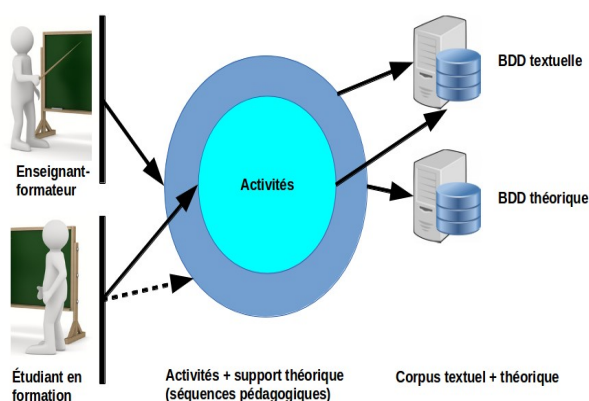 BDD textuelle
Enseignant-
formateur
Activités
BDD théorique
Étudiant en
formation
Activités + support théorique
(séquences pédagogiques)
Corpus textuel + théorique